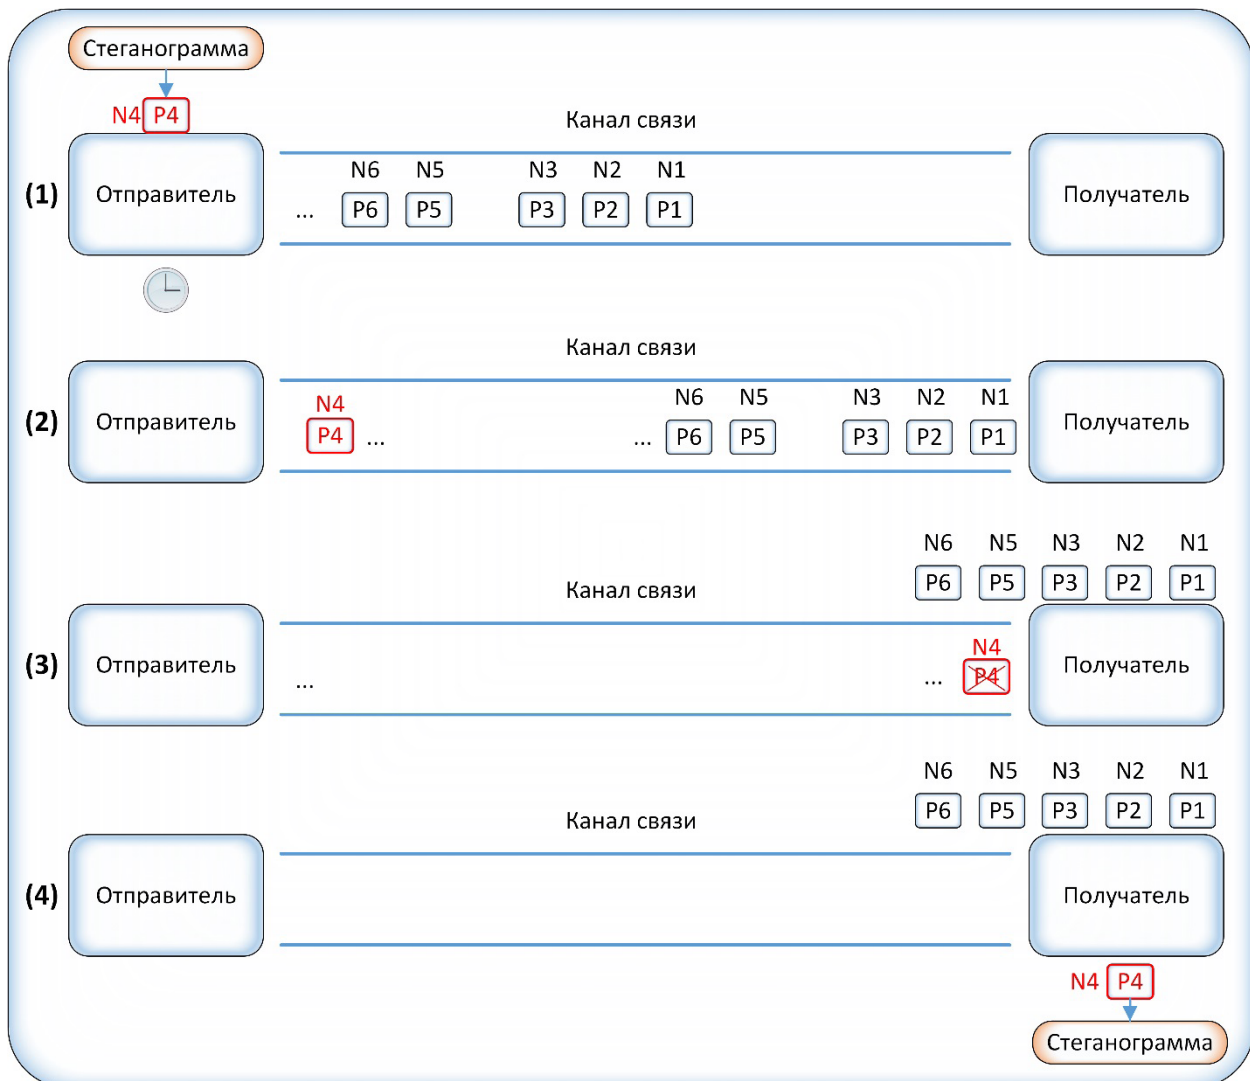 Стеганограмма
N4 P4
Канал связи
N6 N5 N3 N2 N1
(1) Отправитель ... P6 P5 P3 P2 P1 Получатель
Канал связи
N4 N6 N5 N3 N2 N1
(2) Отправитель P4 ... ... P6 P5 P3 P2 P1 Получатель
N6 N5 N3 N2 N1
Канал связи P6 P5 P3 P2 P1
N4
(3) Отправитель ... ... P4 Получатель
N6 N5 N3 N2 N1
Канал связи P6 P5 P3 P2 P1
(4) Отправитель Получатель
N4 P4
Стеганограмма